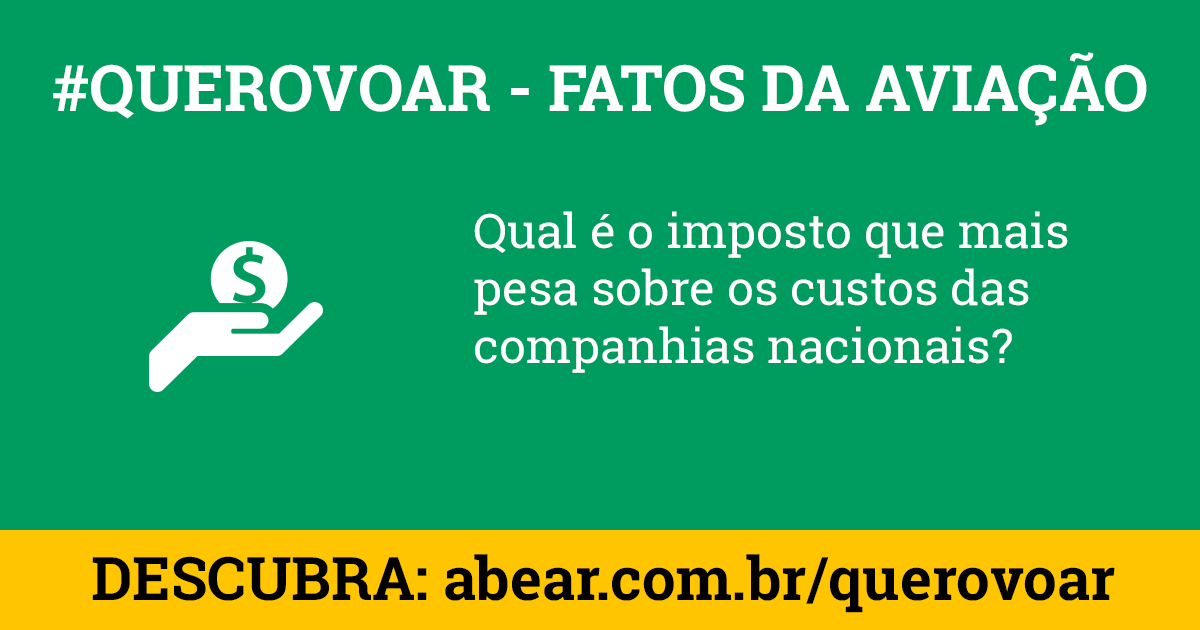 #QUEROVOAR - FATOS DA AVIAÇÃO
$
Qual é o imposto que mais
pesa sobre os custos das
companhias nacionais?
DESCUBRA: abear.com.br/querovoar